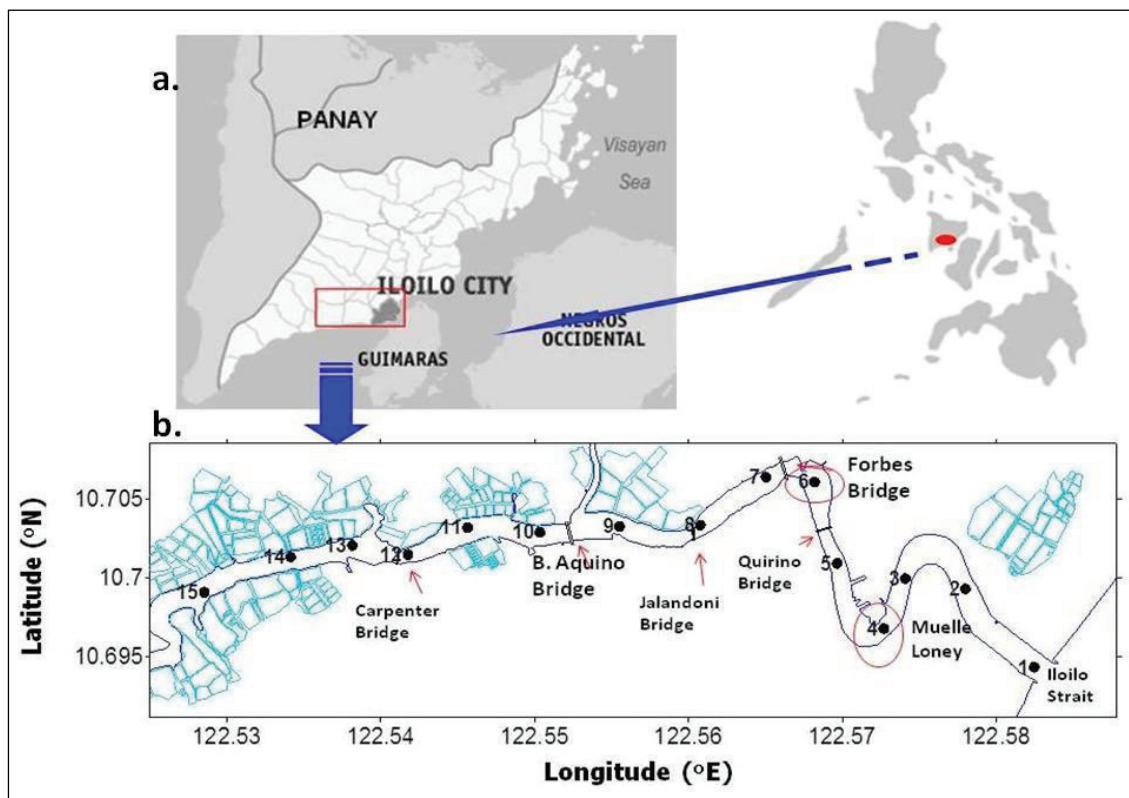 a.
PANAY
Visayan
Sea
ILOILO CITY
NEGROS
OCCIDENTAL
GUIMARAS
b.
Latitude (°N)
10.705
10.7
10.695
15
14
13
12
11
10
9
8
7
6
5
4
3
2
1
Carpenter
Bridge
B. Aquino
Bridge
Jalandoni
Bridge
Quirino
Bridge
Forbes
Bridge
Muelle
Loney
Iloilo
Strait
122.53
122.54
122.55
122.56
122.57
122.58
Longitude (°E)